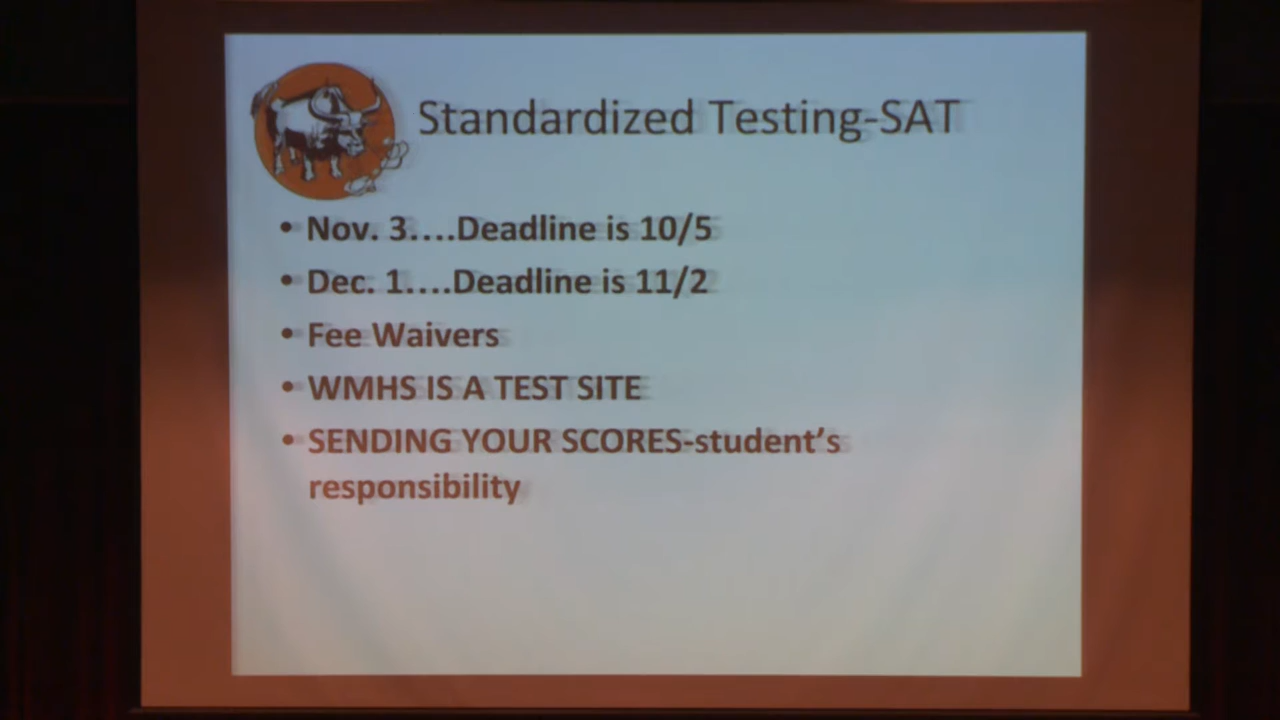 Standardized Testing-SAT
• Nov. 3....Deadline is 10/5
• Dec. 1....Deadline is 11/2
• Fee Waivers
• WMHS IS A TEST SITE
• SENDING YOUR SCORES-student's
responsibility